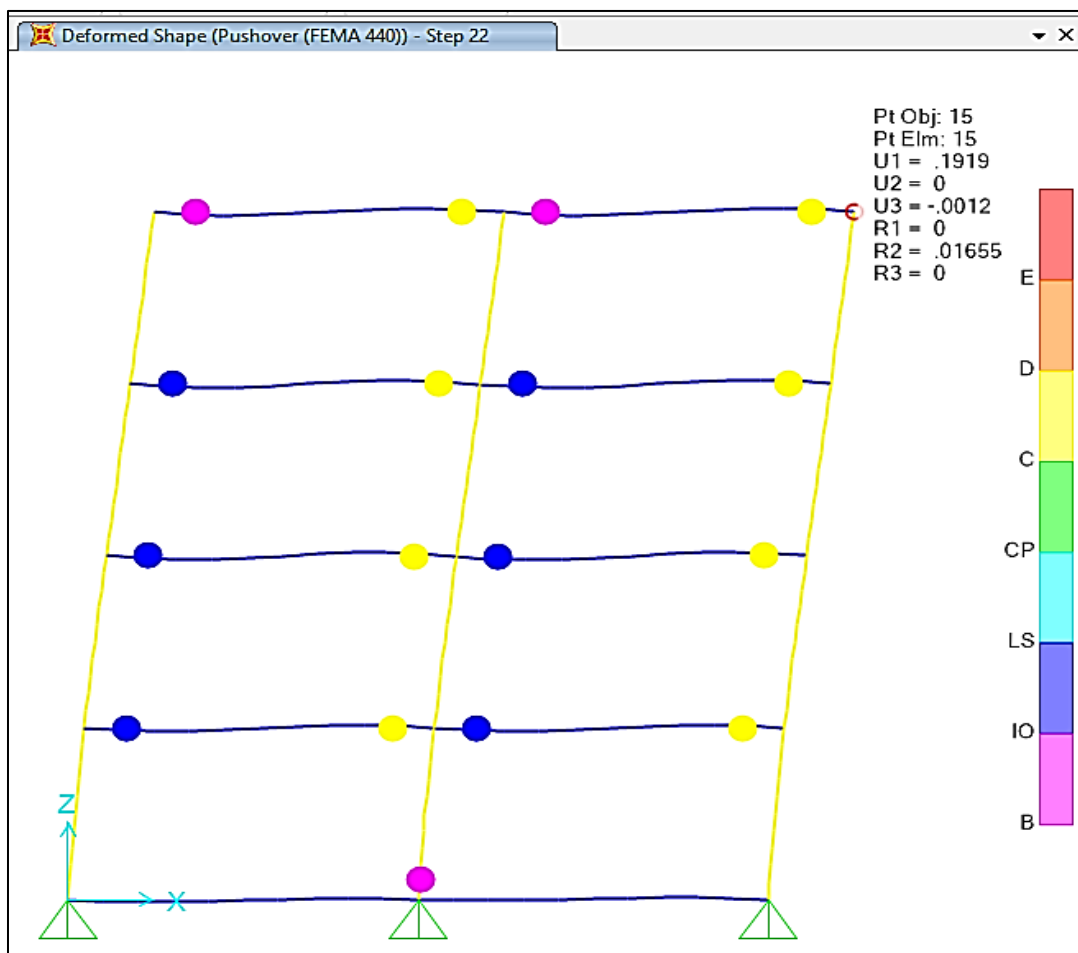 Deformed Shape (Pushover (FEMA 440)) - Step 22
Pt Obj: 15
Pt Elm: 15
U1 = .1919
U2 = 0
U3 = -.0012
R1 = 0
R2 = .01655
R3 = 0
E
D
C
CP
LS
IO
B
Z
X